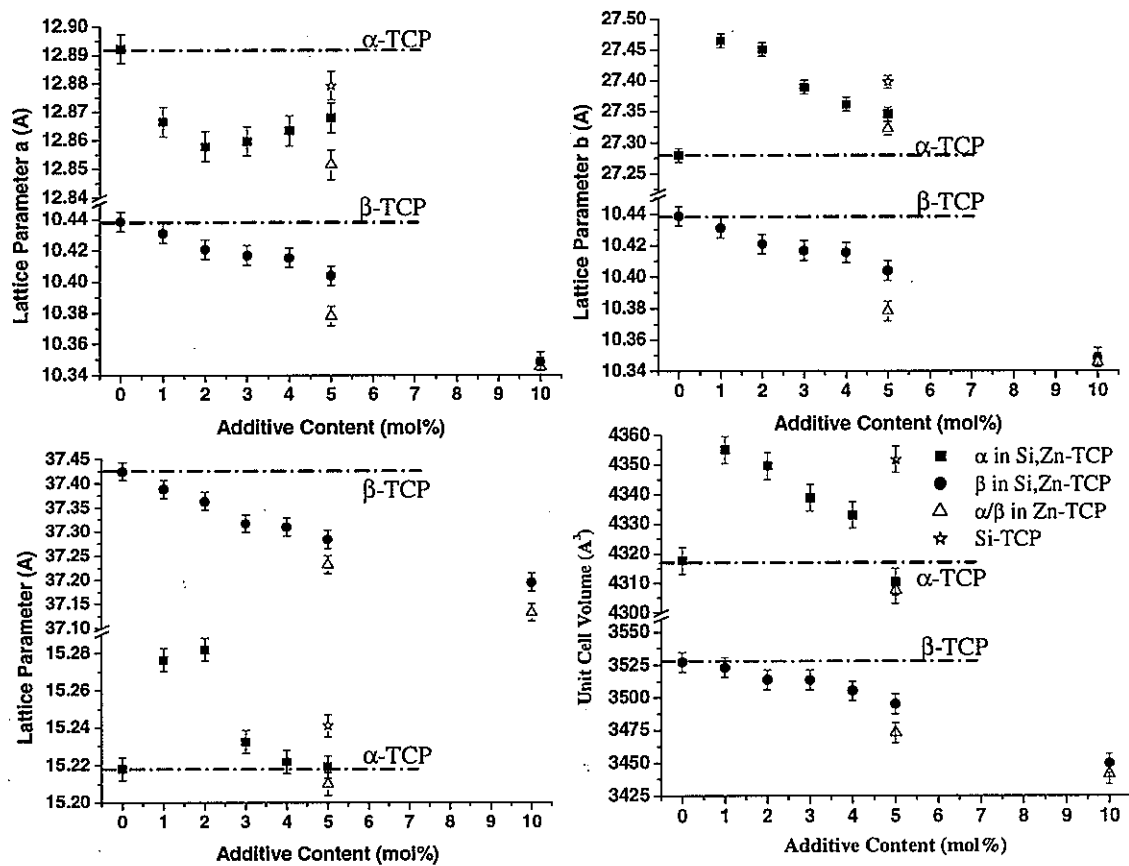 12.90
12.89
12.88
12.87
12.86
12.85
12.84
10.44
10.42
10.40
10.38
10.36
10.34
Lattice Parameter a (A)
α-TCP
β-TCP
0 1 2 3 4 5 6 7 8 9 10
Additive Content (mol%)
27.50
27.45
27.40
27.35
27.30
27.25
10.44
10.42
10.40
10.38
10.36
10.34
Lattice Parameter b (A)
α-TCP
β-TCP
0 1 2 3 4 5 6 7 8 9 10
Additive Content (mol%)
37.45
37.40
37.35
37.30
37.25
37.20
37.15
37.10
15.28
15.26
15.24
15.22
15.20
Lattice Parameter (A)
β-TCP
α-TCP
0 1 2 3 4 5 6 7 8 9 10
Additive Content (mol%)
4360
4350
4340
4330
4320
4310
4300
3550
3525
3500
3475
3450
3425
Unit Cell Volume (A³)
α in Si,Zn-TCP
β in Si,Zn-TCP
α/β in Zn-TCP
Si-TCP
α-TCP
β-TCP
0 1 2 3 4 5 6 7 8 9 10
Additive Content (mol%)